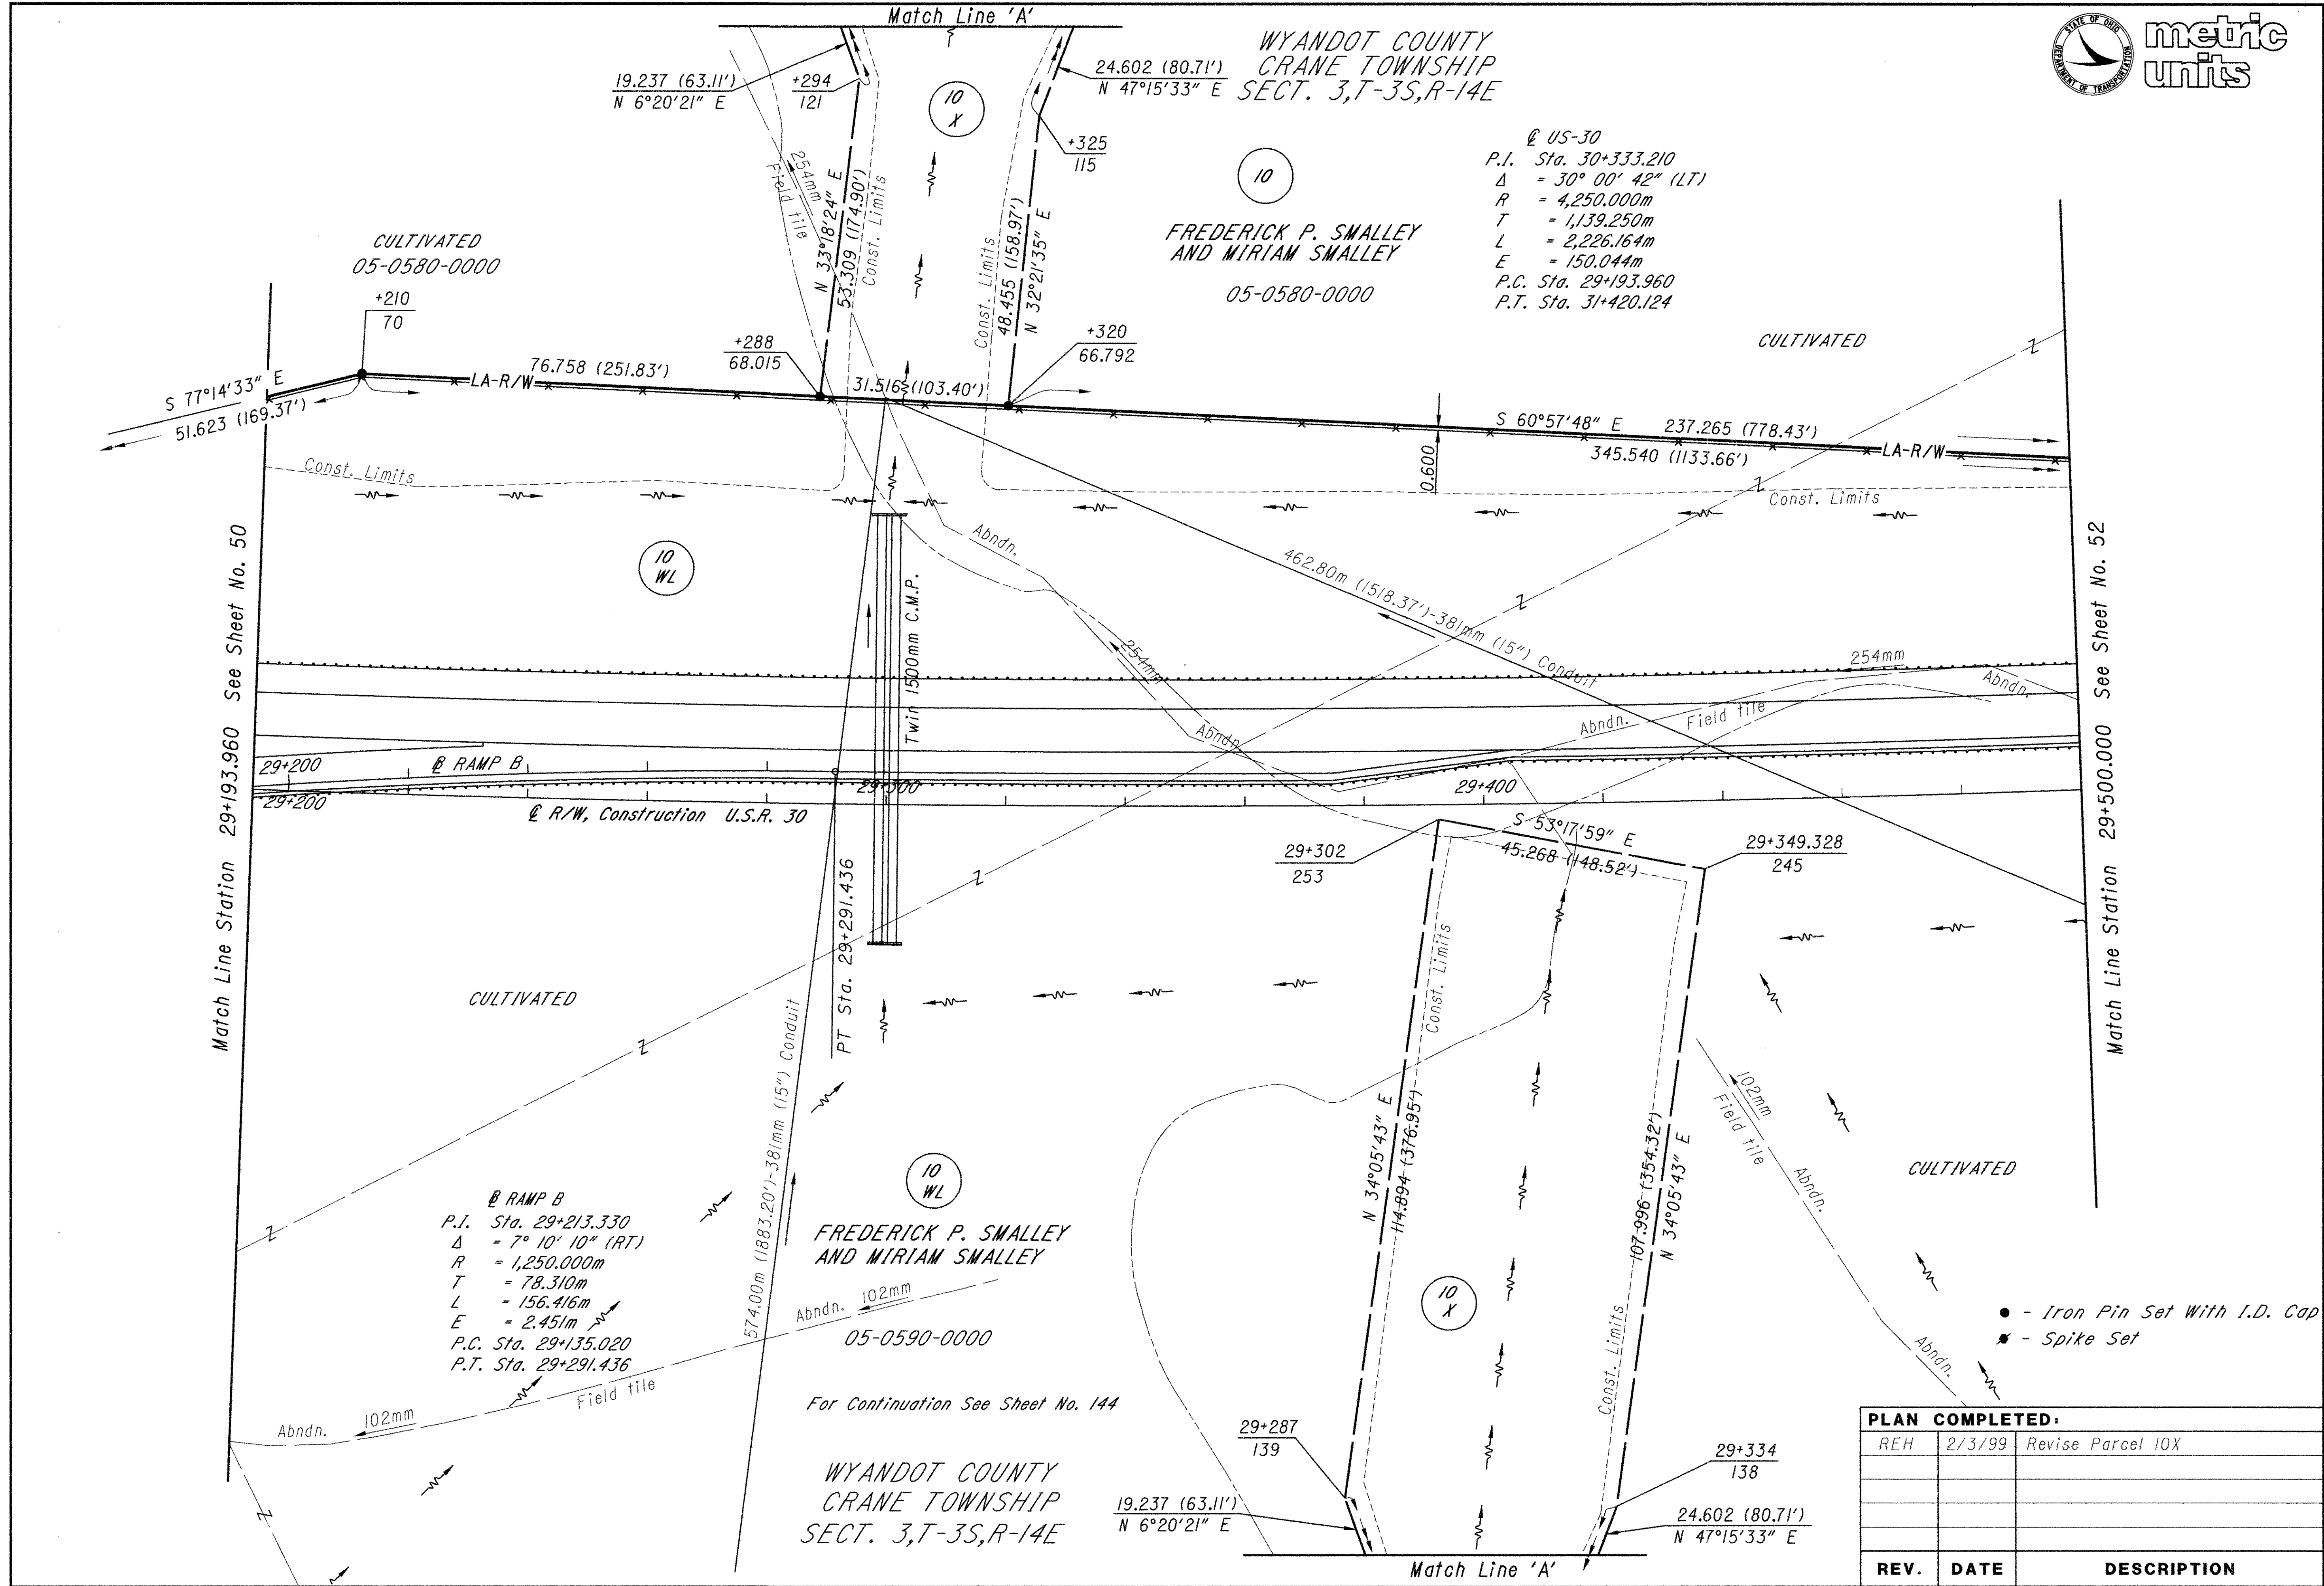 Match Line 'A'
STATE OF OHIO
DEPARTMENT OF TRANSPORTATION
metric
units
WYANDOT COUNTY
CRANE TOWNSHIP
SECT. 3,T-3S,R-14E
19.237 (63.11')
N 6°20'21" E
+294
121
10
X
24.602 (80.71')
N 47°15'33" E
+325
115
10
FREDERICK P. SMALLEY
AND MIRIAM SMALLEY
05-0580-0000
℄ US-30
P.I. Sta. 30+333.210
Δ = 30° 00' 42" (LT)
R = 4,250.000m
T = 1,139.250m
L = 2,226.164m
E = 150.044m
P.C. Sta. 29+193.960
P.T. Sta. 31+420.124
CULTIVATED
CULTIVATED
05-0580-0000
+210
70
254mm
Field tile
N 33°18'24" E
53.309 (174.90')
Const. Limits
Const. Limits
48.455 (158.97')
N 32°21'35" E
+288
68.015
+320
66.792
S 77°14'33" E
51.623 (169.37')
LA-R/W
76.758 (251.83')
31.516 (103.40')
S 60°57'48" E
237.265 (778.43')
345.540 (1133.66')
LA-R/W
0.600
Const. Limits
Const. Limits
Match Line Station 29+193.960 See Sheet No. 50
Match Line Station 29+500.000 See Sheet No. 52
10
WL
Abndn.
Twin 1500mm C.M.P.
462.80m (1518.37')-381mm (15") Conduit
254mm
Abndn.
254mm
Abndn.
Abndn.
Field tile
29+200
℄ RAMP B
29+200
℄ R/W, Construction U.S.R. 30
29+300
29+400
PT Sta. 29+291.436
29+302
253
S 53°17'59" E
45.268 (148.52')
29+349.328
245
CULTIVATED
574.00m (1883.20')-381mm (15") Conduit
Const. Limits
N 34°05'43" E
114.894 (376.95')
107.996 (354.32')
N 34°05'43" E
Const. Limits
102mm
Field tile
Abndn.
Abndn.
CULTIVATED
10
WL
FREDERICK P. SMALLEY
AND MIRIAM SMALLEY
05-0590-0000
℄ RAMP B
P.I. Sta. 29+213.330
Δ = 7° 10' 10" (RT)
R = 1,250.000m
T = 78.310m
L = 156.416m
E = 2.451m
P.C. Sta. 29+135.020
P.T. Sta. 29+291.436
Abndn. 102mm
Field tile
Abndn. 102mm
10
X
For Continuation See Sheet No. 144
WYANDOT COUNTY
CRANE TOWNSHIP
SECT. 3,T-3S,R-14E
29+287
139
19.237 (63.11')
N 6°20'21" E
29+334
138
24.602 (80.71')
N 47°15'33" E
Match Line 'A'
- Iron Pin Set With I.D. Cap
- Spike Set
PLAN COMPLETED:
REH 2/3/99 Revise Parcel 10X
REV. DATE DESCRIPTION